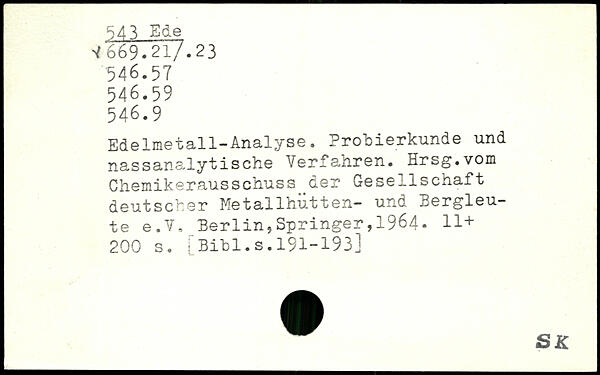 543 Ede
√669.21/.23
546.57
546.59
546.9
Edelmetall-Analyse. Probierkunde und
nassanalytische Verfahren. Hrsg.vom
Chemikerausschuss der Gesellschaft
deutscher Metallhütten- und Bergleu-
te e.V. Berlin,Springer,1964. 11+
200 s. [Bibl.s.191-193]
SK